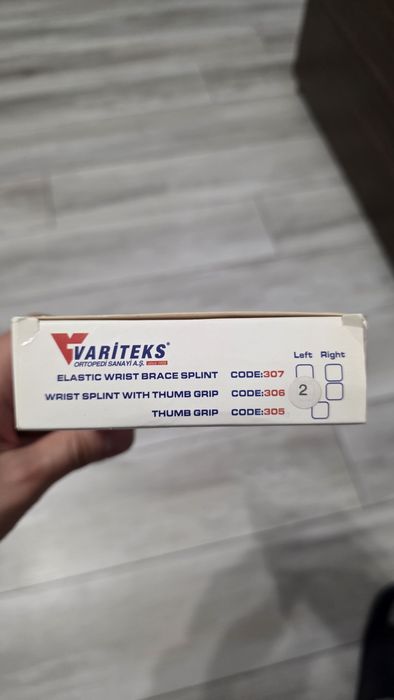 VARİTEKS®
ORTOPEDİ SANAYİ A.Ş.
Left Right
ELASTIC WRIST BRACE SPLINT CODE:307
WRIST SPLINT WITH THUMB GRIP CODE:306 2
THUMB GRIP CODE:305